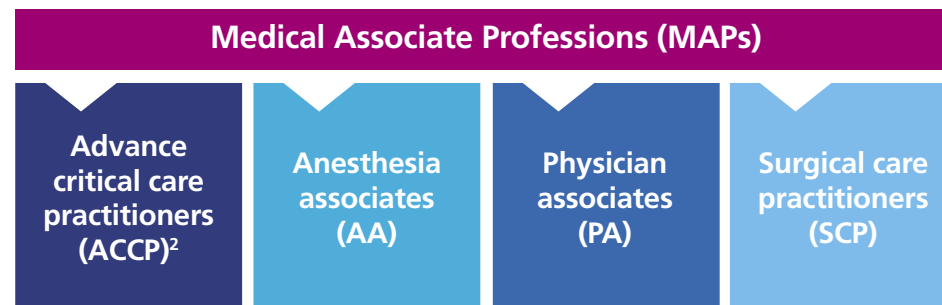 Medical Associate Professions (MAPs)
Advance
critical care
practitioners
(ACCP)²
Anesthesia
associates
(AA)
Physician
associates
(PA)
Surgical care
practitioners
(SCP)